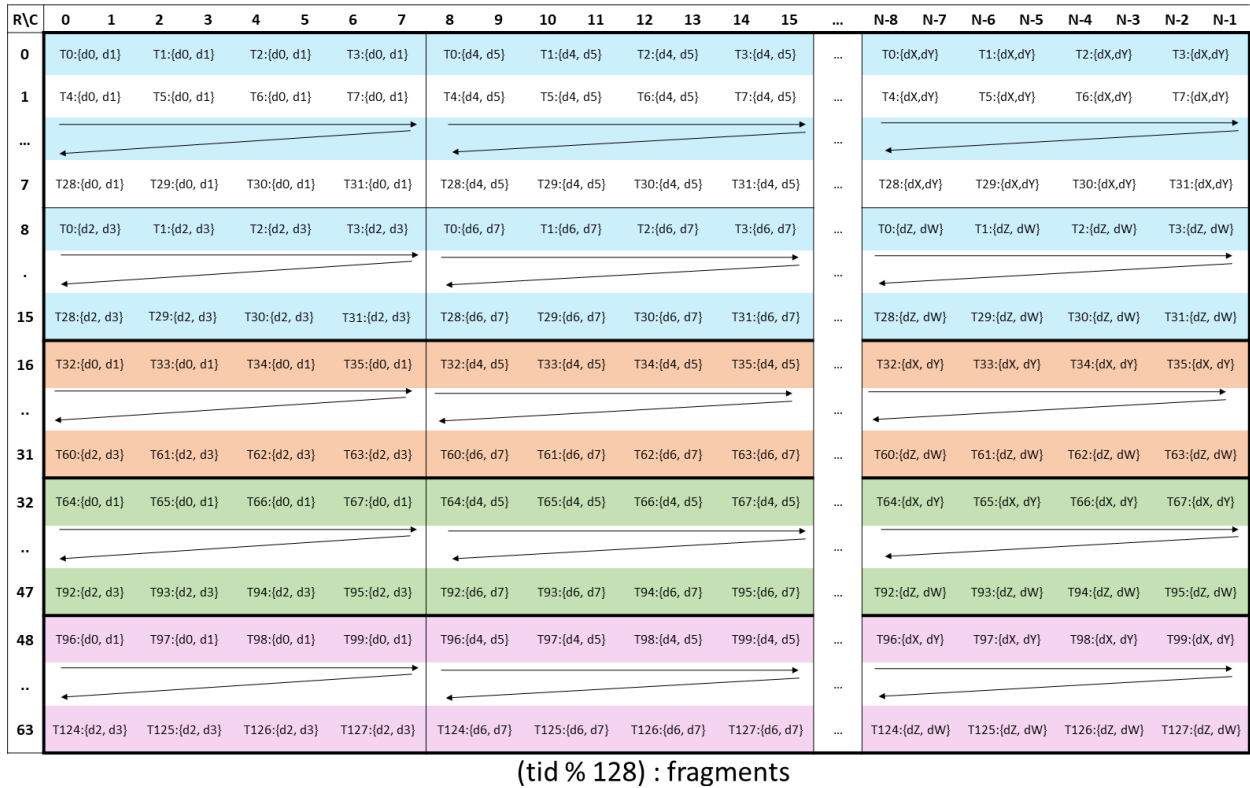 R\C 0 1 2 3 4 5 6 7 8 9 10 11 12 13 14 15 ... N-8 N-7 N-6 N-5 N-4 N-3 N-2 N-1
0 T0:{d0, d1} T1:{d0, d1} T2:{d0, d1} T3:{d0, d1} T0:{d4, d5} T1:{d4, d5} T2:{d4, d5} T3:{d4, d5} ... T0:{dX,dY} T1:{dX,dY} T2:{dX,dY} T3:{dX,dY}
1 T4:{d0, d1} T5:{d0, d1} T6:{d0, d1} T7:{d0, d1} T4:{d4, d5} T5:{d4, d5} T6:{d4, d5} T7:{d4, d5} ... T4:{dX,dY} T5:{dX,dY} T6:{dX,dY} T7:{dX,dY}
... ...
7 T28:{d0, d1} T29:{d0, d1} T30:{d0, d1} T31:{d0, d1} T28:{d4, d5} T29:{d4, d5} T30:{d4, d5} T31:{d4, d5} ... T28:{dX,dY} T29:{dX,dY} T30:{dX,dY} T31:{dX,dY}
8 T0:{d2, d3} T1:{d2, d3} T2:{d2, d3} T3:{d2, d3} T0:{d6, d7} T1:{d6, d7} T2:{d6, d7} T3:{d6, d7} ... T0:{dZ, dW} T1:{dZ, dW} T2:{dZ, dW} T3:{dZ, dW}
. ...
15 T28:{d2, d3} T29:{d2, d3} T30:{d2, d3} T31:{d2, d3} T28:{d6, d7} T29:{d6, d7} T30:{d6, d7} T31:{d6, d7} ... T28:{dZ, dW} T29:{dZ, dW} T30:{dZ, dW} T31:{dZ, dW}
16 T32:{d0, d1} T33:{d0, d1} T34:{d0, d1} T35:{d0, d1} T32:{d4, d5} T33:{d4, d5} T34:{d4, d5} T35:{d4, d5} ... T32:{dX, dY} T33:{dX, dY} T34:{dX, dY} T35:{dX, dY}
.. ...
31 T60:{d2, d3} T61:{d2, d3} T62:{d2, d3} T63:{d2, d3} T60:{d6, d7} T61:{d6, d7} T62:{d6, d7} T63:{d6, d7} ... T60:{dZ, dW} T61:{dZ, dW} T62:{dZ, dW} T63:{dZ, dW}
32 T64:{d0, d1} T65:{d0, d1} T66:{d0, d1} T67:{d0, d1} T64:{d4, d5} T65:{d4, d5} T66:{d4, d5} T67:{d4, d5} ... T64:{dX, dY} T65:{dX, dY} T66:{dX, dY} T67:{dX, dY}
.. ...
47 T92:{d2, d3} T93:{d2, d3} T94:{d2, d3} T95:{d2, d3} T92:{d6, d7} T93:{d6, d7} T94:{d6, d7} T95:{d6, d7} ... T92:{dZ, dW} T93:{dZ, dW} T94:{dZ, dW} T95:{dZ, dW}
48 T96:{d0, d1} T97:{d0, d1} T98:{d0, d1} T99:{d0, d1} T96:{d4, d5} T97:{d4, d5} T98:{d4, d5} T99:{d4, d5} ... T96:{dX, dY} T97:{dX, dY} T98:{dX, dY} T99:{dX, dY}
.. ...
63 T124:{d2, d3} T125:{d2, d3} T126:{d2, d3} T127:{d2, d3} T124:{d6, d7} T125:{d6, d7} T126:{d6, d7} T127:{d6, d7} ... T124:{dZ, dW} T125:{dZ, dW} T126:{dZ, dW} T127:{dZ, dW}
(tid % 128) : fragments